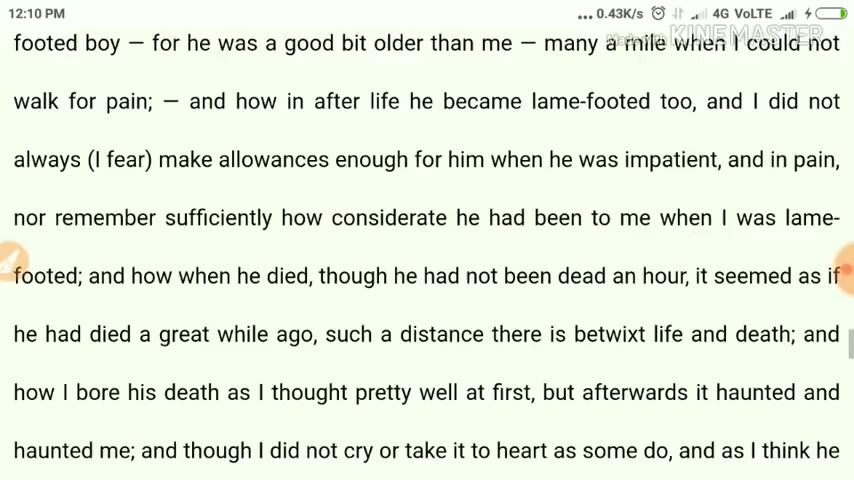 12:10 PM ... 0.43K/s 4G VoLTE
Made with KINEMASTER
footed boy — for he was a good bit older than me — many a mile when I could not
walk for pain; — and how in after life he became lame-footed too, and I did not
always (I fear) make allowances enough for him when he was impatient, and in pain,
nor remember sufficiently how considerate he had been to me when I was lame-
footed; and how when he died, though he had not been dead an hour, it seemed as if
he had died a great while ago, such a distance there is betwixt life and death; and
how I bore his death as I thought pretty well at first, but afterwards it haunted and
haunted me; and though I did not cry or take it to heart as some do, and as I think he